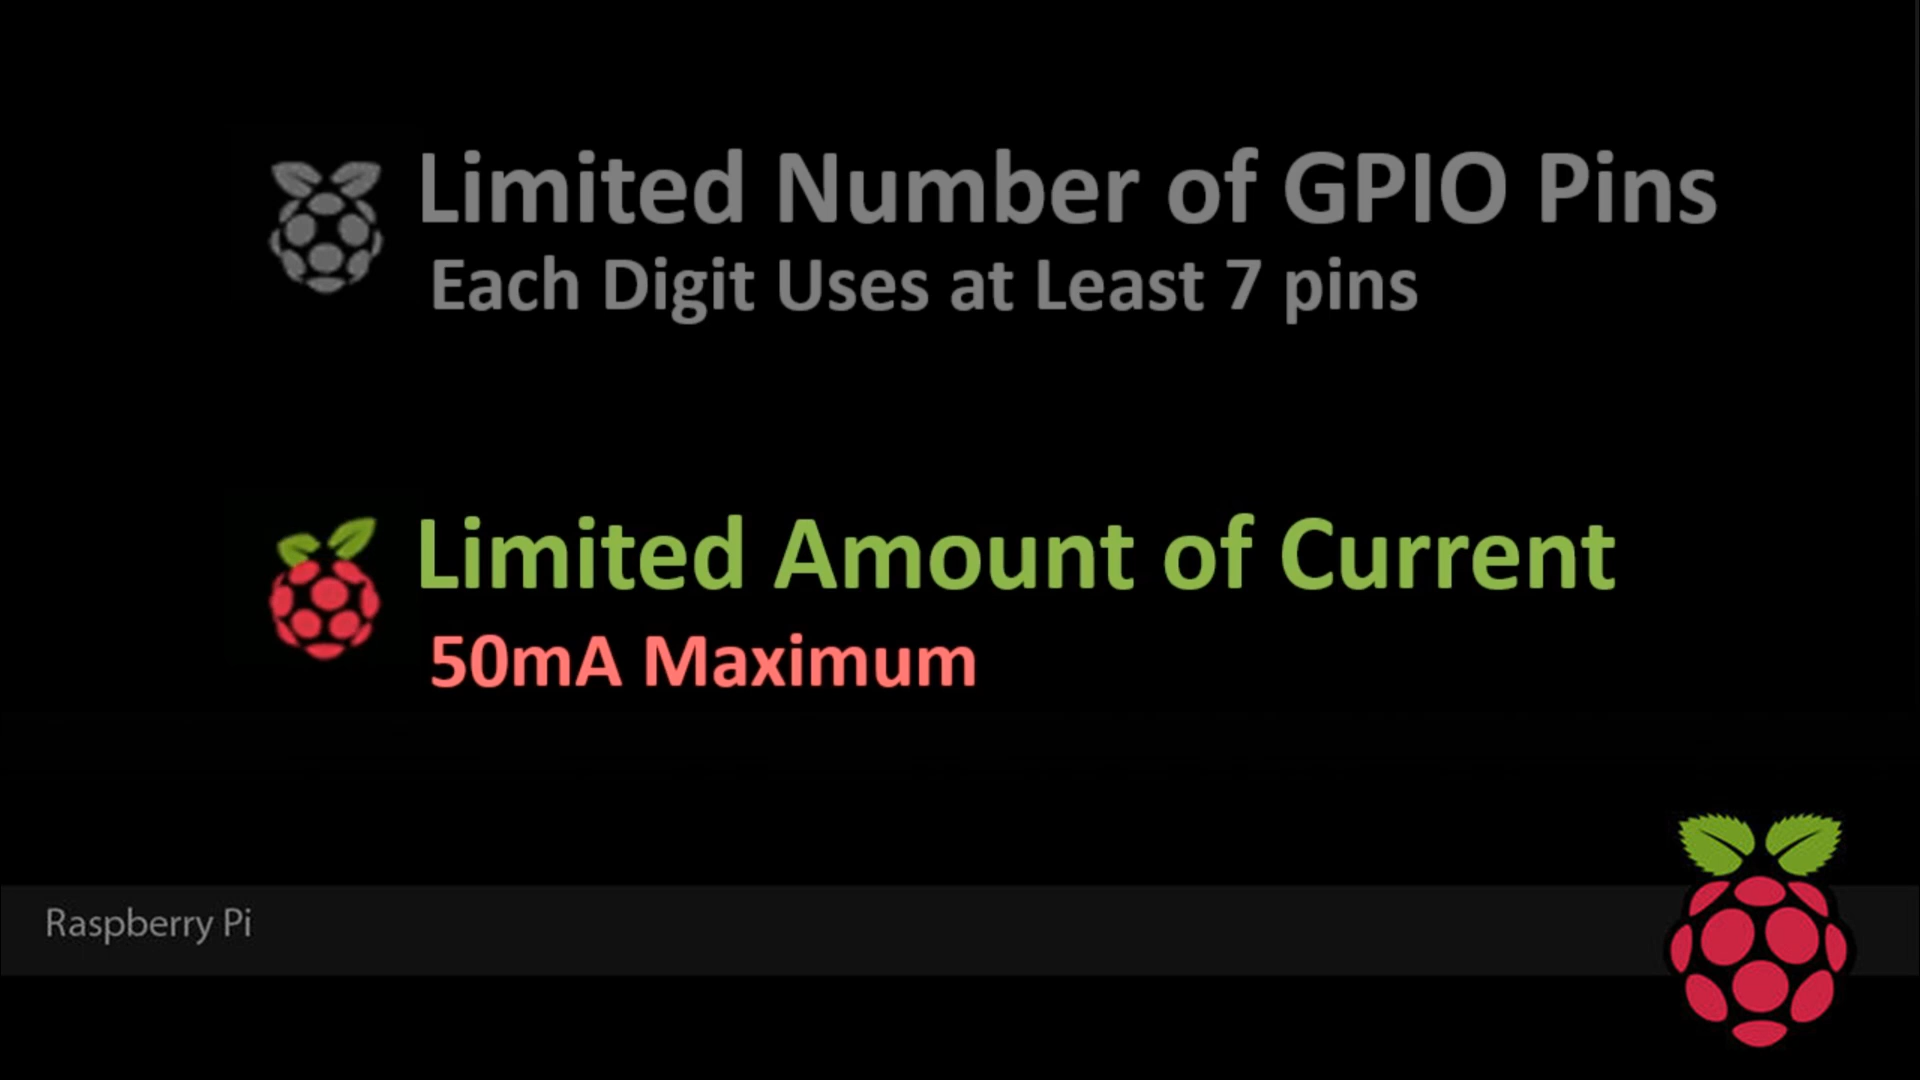 Limited Number of GPIO Pins
Each Digit Uses at Least 7 pins
Limited Amount of Current
50mA Maximum
Raspberry Pi